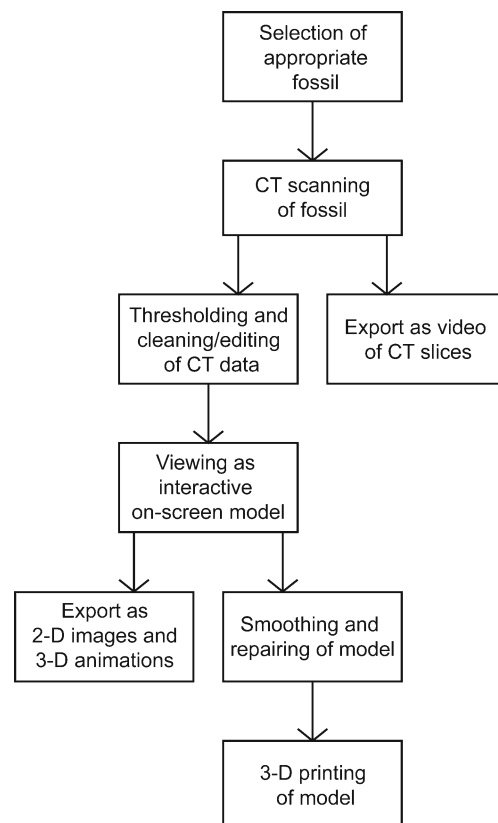 Selection of
appropriate
fossil
CT scanning
of fossil
Thresholding and
cleaning/editing
of CT data
Export as video
of CT slices
Viewing as
interactive
on-screen model
Export as
2-D images and
3-D animations
Smoothing and
repairing of model
3-D printing
of model